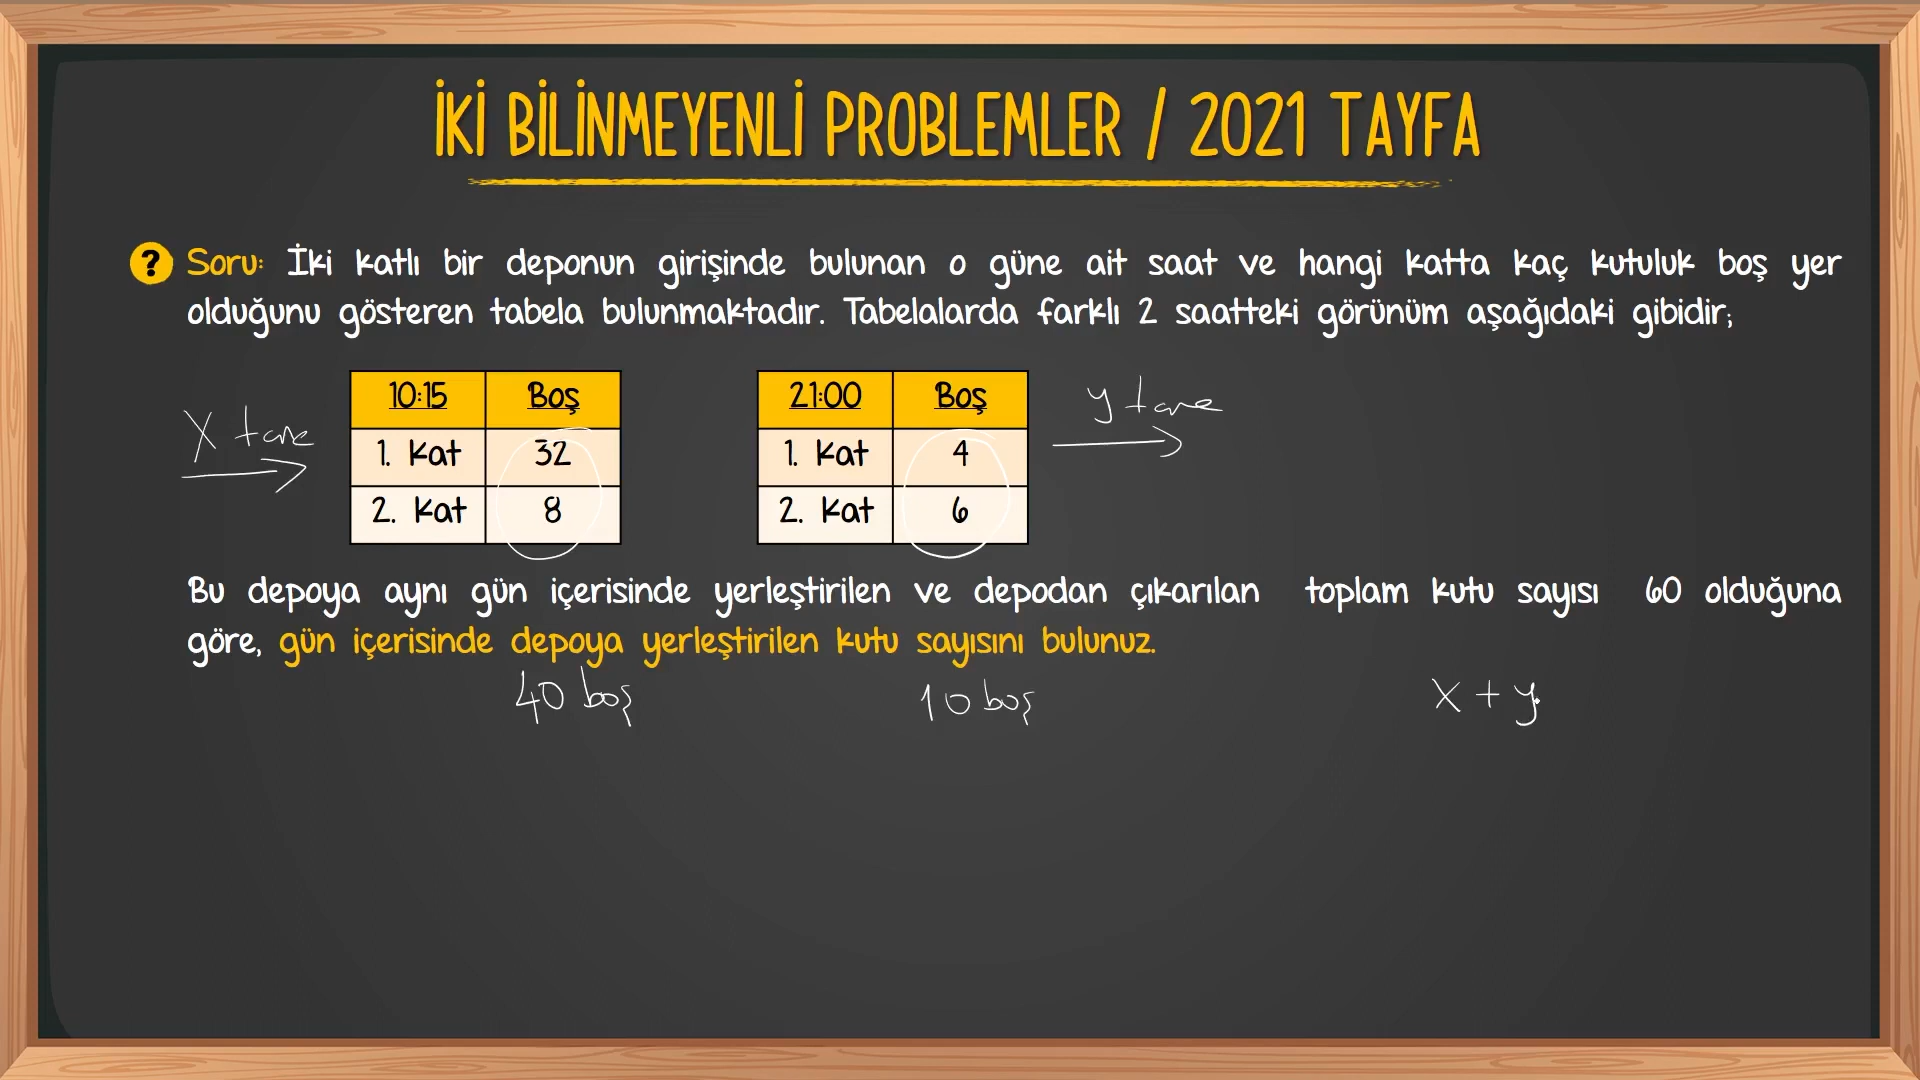 İKİ BİLİNMEYENLİ PROBLEMLER / 2021 TAYFA
? Soru: İki katlı bir deponun girişinde bulunan o güne ait saat ve hangi katta kaç kutuluk boş yer
olduğunu gösteren tabela bulunmaktadır. Tabelalarda farklı 2 saatteki görünüm aşağıdaki gibidir;
x tane
10:15 Boş
1. Kat 32
2. Kat 8
21:00 Boş
1. Kat 4
2. Kat 6
y tane
Bu depoya aynı gün içerisinde yerleştirilen ve depodan çıkarılan toplam kutu sayısı 60 olduğuna
göre, gün içerisinde depoya yerleştirilen kutu sayısını bulunuz.
40 boş
10 boş
x + y